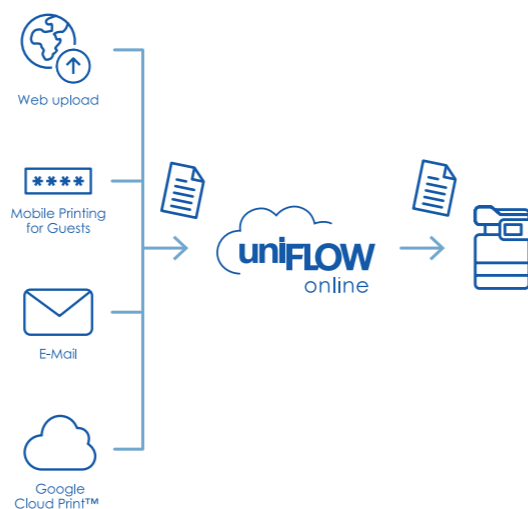 Web upload
****
Mobile Printing
for Guests
uniFLOW
online
E-Mail
Google
Cloud Print™